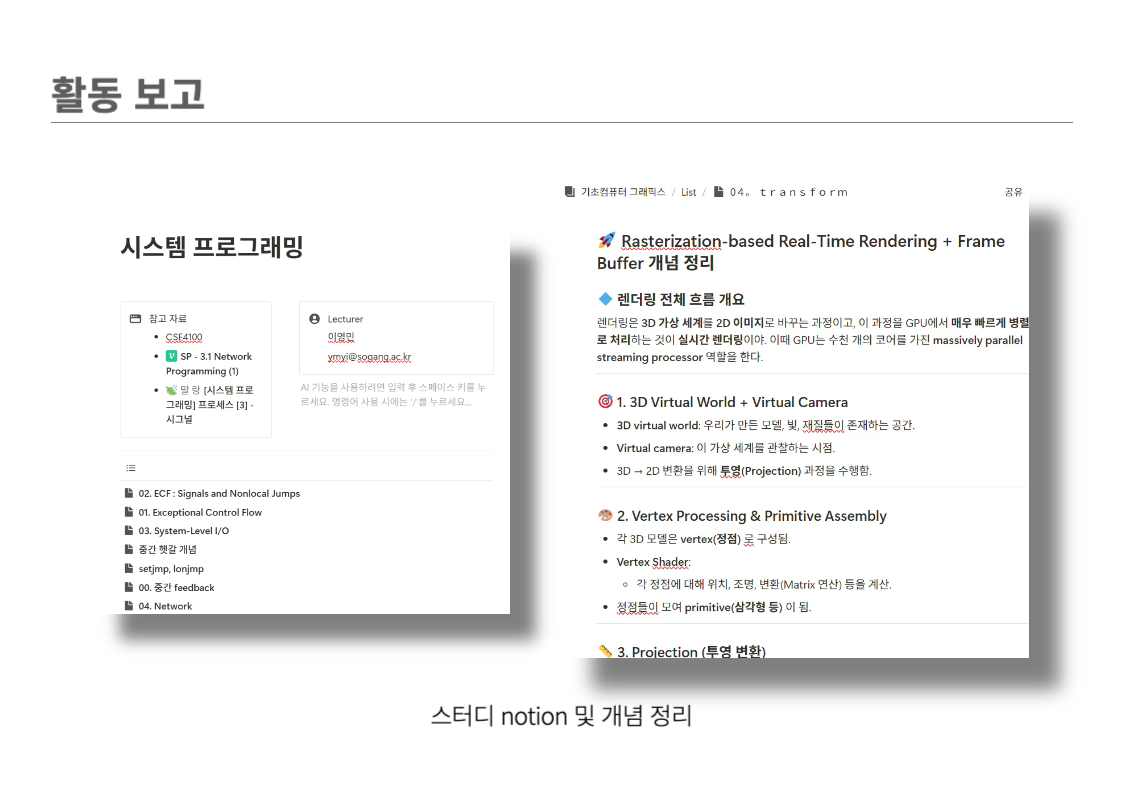 활동 보고
시스템 프로그래밍
참고 자료
CSE4100
SP - 3.1 Network
Programming (1)
말랑 [시스템 프로
그래밍] 프로세스 [3] -
시그널
Lecturer
이영민
ymyi@sogang.ac.kr
AI 기능을 사용하려면 입력 후 스페이스 키를 누
르세요. 명령어 사용 시에는 '/'를 누르세요...
02. ECF : Signals and Nonlocal Jumps
01. Exceptional Control Flow
03. System-Level I/O
중간 헷갈 개념
setjmp, lonjmp
00. 중간 feedback
04. Network
기초컴퓨터 그래픽스 / List / 04。 transform
공유
🚀 Rasterization-based Real-Time Rendering + Frame
Buffer 개념 정리
🔷 렌더링 전체 흐름 개요
렌더링은 3D 가상 세계를 2D 이미지로 바꾸는 과정이고, 이 과정을 GPU에서 매우 빠르게 병렬
로 처리하는 것이 실시간 렌더링이야. 이때 GPU는 수천 개의 코어를 가진 massively parallel
streaming processor 역할을 한다.
🎯 1. 3D Virtual World + Virtual Camera
• 3D virtual world: 우리가 만든 모델, 빛, 재질들이 존재하는 공간.
• Virtual camera: 이 가상 세계를 관찰하는 시점.
• 3D → 2D 변환을 위해 투영(Projection) 과정을 수행함.
🎨 2. Vertex Processing & Primitive Assembly
• 각 3D 모델은 vertex(정점) 로 구성됨.
• Vertex Shader:
◦ 각 정점에 대해 위치, 조명, 변환(Matrix 연산) 등을 계산.
• 정점들이 모여 primitive(삼각형 등) 이 됨.
📏 3. Projection (투영 변환)
스터디 notion 및 개념 정리